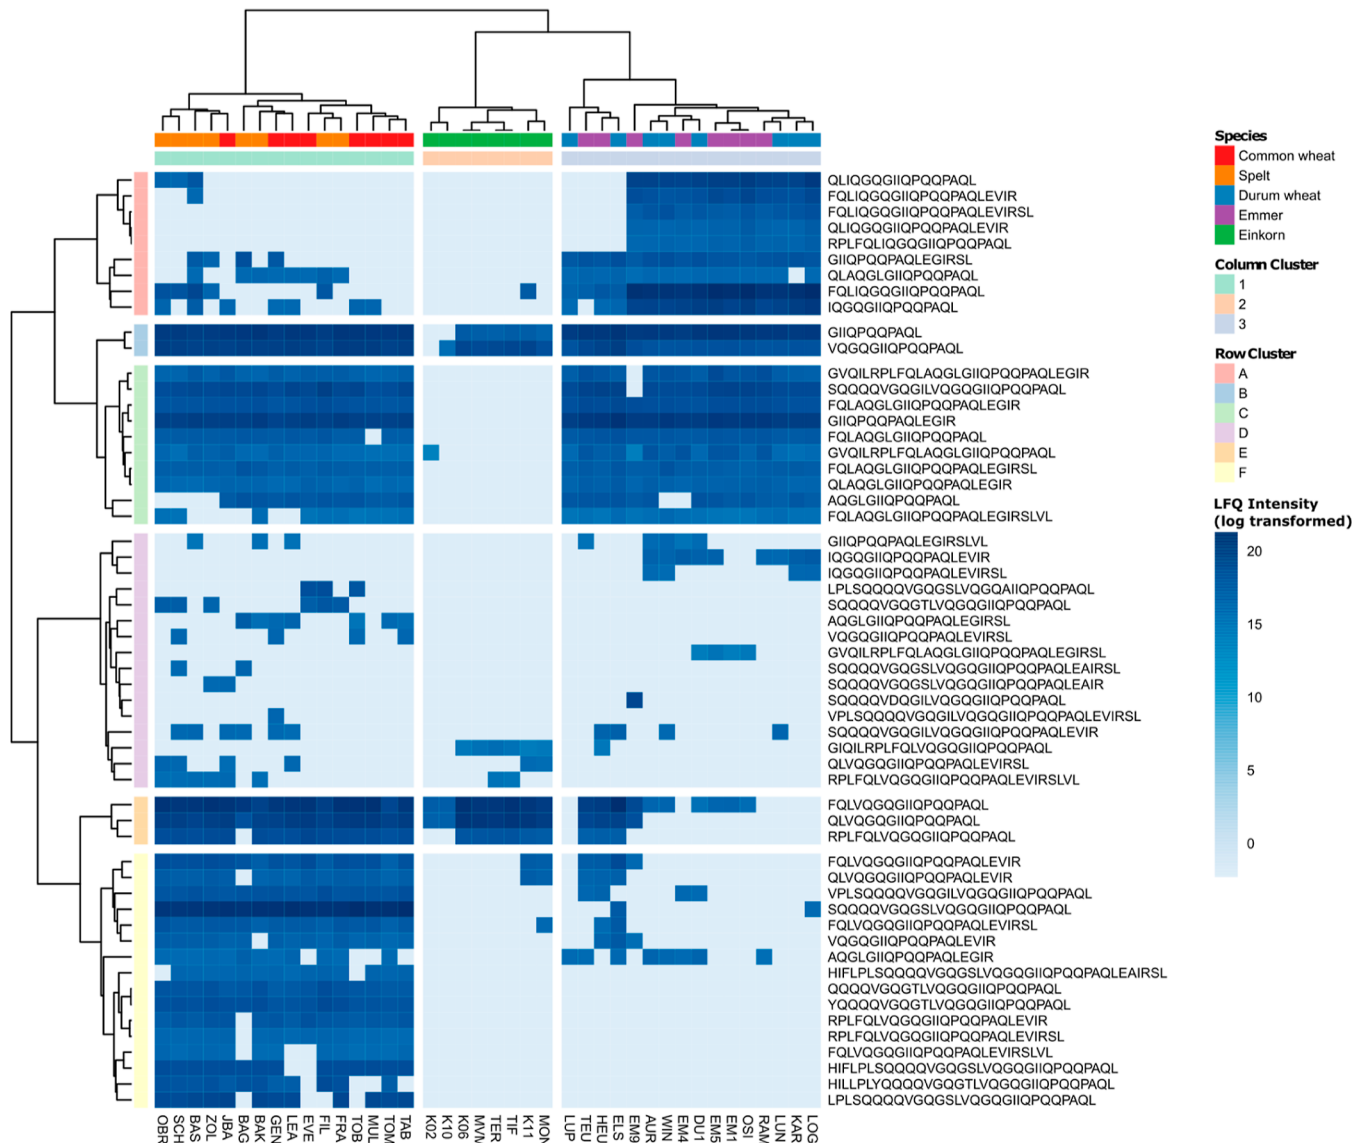 Species
Common wheat
Spelt
Durum wheat
Emmer
Einkorn
Column Cluster
1
2
3
Row Cluster
A
B
C
D
E
F
LFQ Intensity
(log transformed)
20
15
10
5
0
QLIQGQGIIQPQQPAQL
FQLIQGQGIIQPQQPAQLEVIR
FQLIQGQGIIQPQQPAQLEVIRSL
QLIQGQGIIQPQQPAQLEVIR
RPLFQLIQGQGIIQPQQPAQL
GIIQPQQPAQLEGIRSL
QLAQGLGIIQPQQPAQL
FQLIQGQGIIQPQQPAQL
IQGQGIIQPQQPAQL
GIIQPQQPAQL
VQGQGIIQPQQPAQL
GVQILRPLFQLAQGLGIIQPQQPAQLEGIR
SQQQQVGQGILVQGQGIIQPQQPAQL
FQLAQGLGIIQPQQPAQLEGIR
GIIQPQQPAQLEGIR
FQLAQGLGIIQPQQPAQL
GVQILRPLFQLAQGLGIIQPQQPAQL
FQLAQGLGIIQPQQPAQLEGIRSL
QLAQGLGIIQPQQPAQLEGIR
AQGLGIIQPQQPAQL
FQLAQGLGIIQPQQPAQLEGIRSLVL
GIIQPQQPAQLEGIRSLVL
IQGQGIIQPQQPAQLEVIR
IQGQGIIQPQQPAQLEVIRSL
LPLSQQQQVGQGSLVQGQAIIQPQQPAQL
SQQQQVGQGTLVQGQGIIQPQQPAQL
AQGLGIIQPQQPAQLEGIRSL
VQGQGIIQPQQPAQLEVIRSL
GVQILRPLFQLAQGLGIIQPQQPAQLEGIRSL
SQQQQVGQGSLVQGQGIIQPQQPAQLEAIRSL
SQQQQVGQGSLVQGQGIIQPQQPAQLEAIR
SQQQQVDQGILVQGQGIIQPQQPAQL
VPLSQQQQVGQGILVQGQGIIQPQQPAQLEVIRSL
SQQQQVGQGILVQGQGIIQPQQPAQLEVIR
GIQILRPLFQLVQGQGIIQPQQPAQL
QLVQGQGIIQPQQPAQLEVIRSL
RPLFQLVQGQGIIQPQQPAQLEVIRSLVL
FQLVQGQGIIQPQQPAQL
QLVQGQGIIQPQQPAQL
RPLFQLVQGQGIIQPQQPAQL
FQLVQGQGIIQPQQPAQLEVIR
QLVQGQGIIQPQQPAQLEVIR
VPLSQQQQVGQGILVQGQGIIQPQQPAQL
SQQQQVGQGSLVQGQGIIQPQQPAQL
FQLVQGQGIIQPQQPAQLEVIRSL
VQGQGIIQPQQPAQLEVIR
AQGLGIIQPQQPAQLEGIR
HIFLPLSQQQQVGQGSLVQGQGIIQPQQPAQLEAIRSL
QQQQVGQGTLVQGQGIIQPQQPAQL
YQQQQVGQGTLVQGQGIIQPQQPAQL
RPLFQLVQGQGIIQPQQPAQLEVIR
RPLFQLVQGQGIIQPQQPAQLEVIRSL
FQLVQGQGIIQPQQPAQLEVIRSLVL
HIFLPLSQQQQVGQGSLVQGQGIIQPQQPAQL
HILLPLYQQQQVGQGTLVQGQGIIQPQQPAQL
LPLSQQQQVGQGSLVQGQGIIQPQQPAQL
OBR
SCH
BAS
ZOL
JBA
BAG
BAK
GEN
LEA
EVE
FIL
FRA
TOB
MUL
TOM
TAB
K02
K10
K06
MVM
TER
TIF
K11
MON
LUP
TEU
HEU
ELS
EM9
AUR
WIN
EM4
DU1
EM5
EM1
OSI
RAM
LUN
KAR
LOG